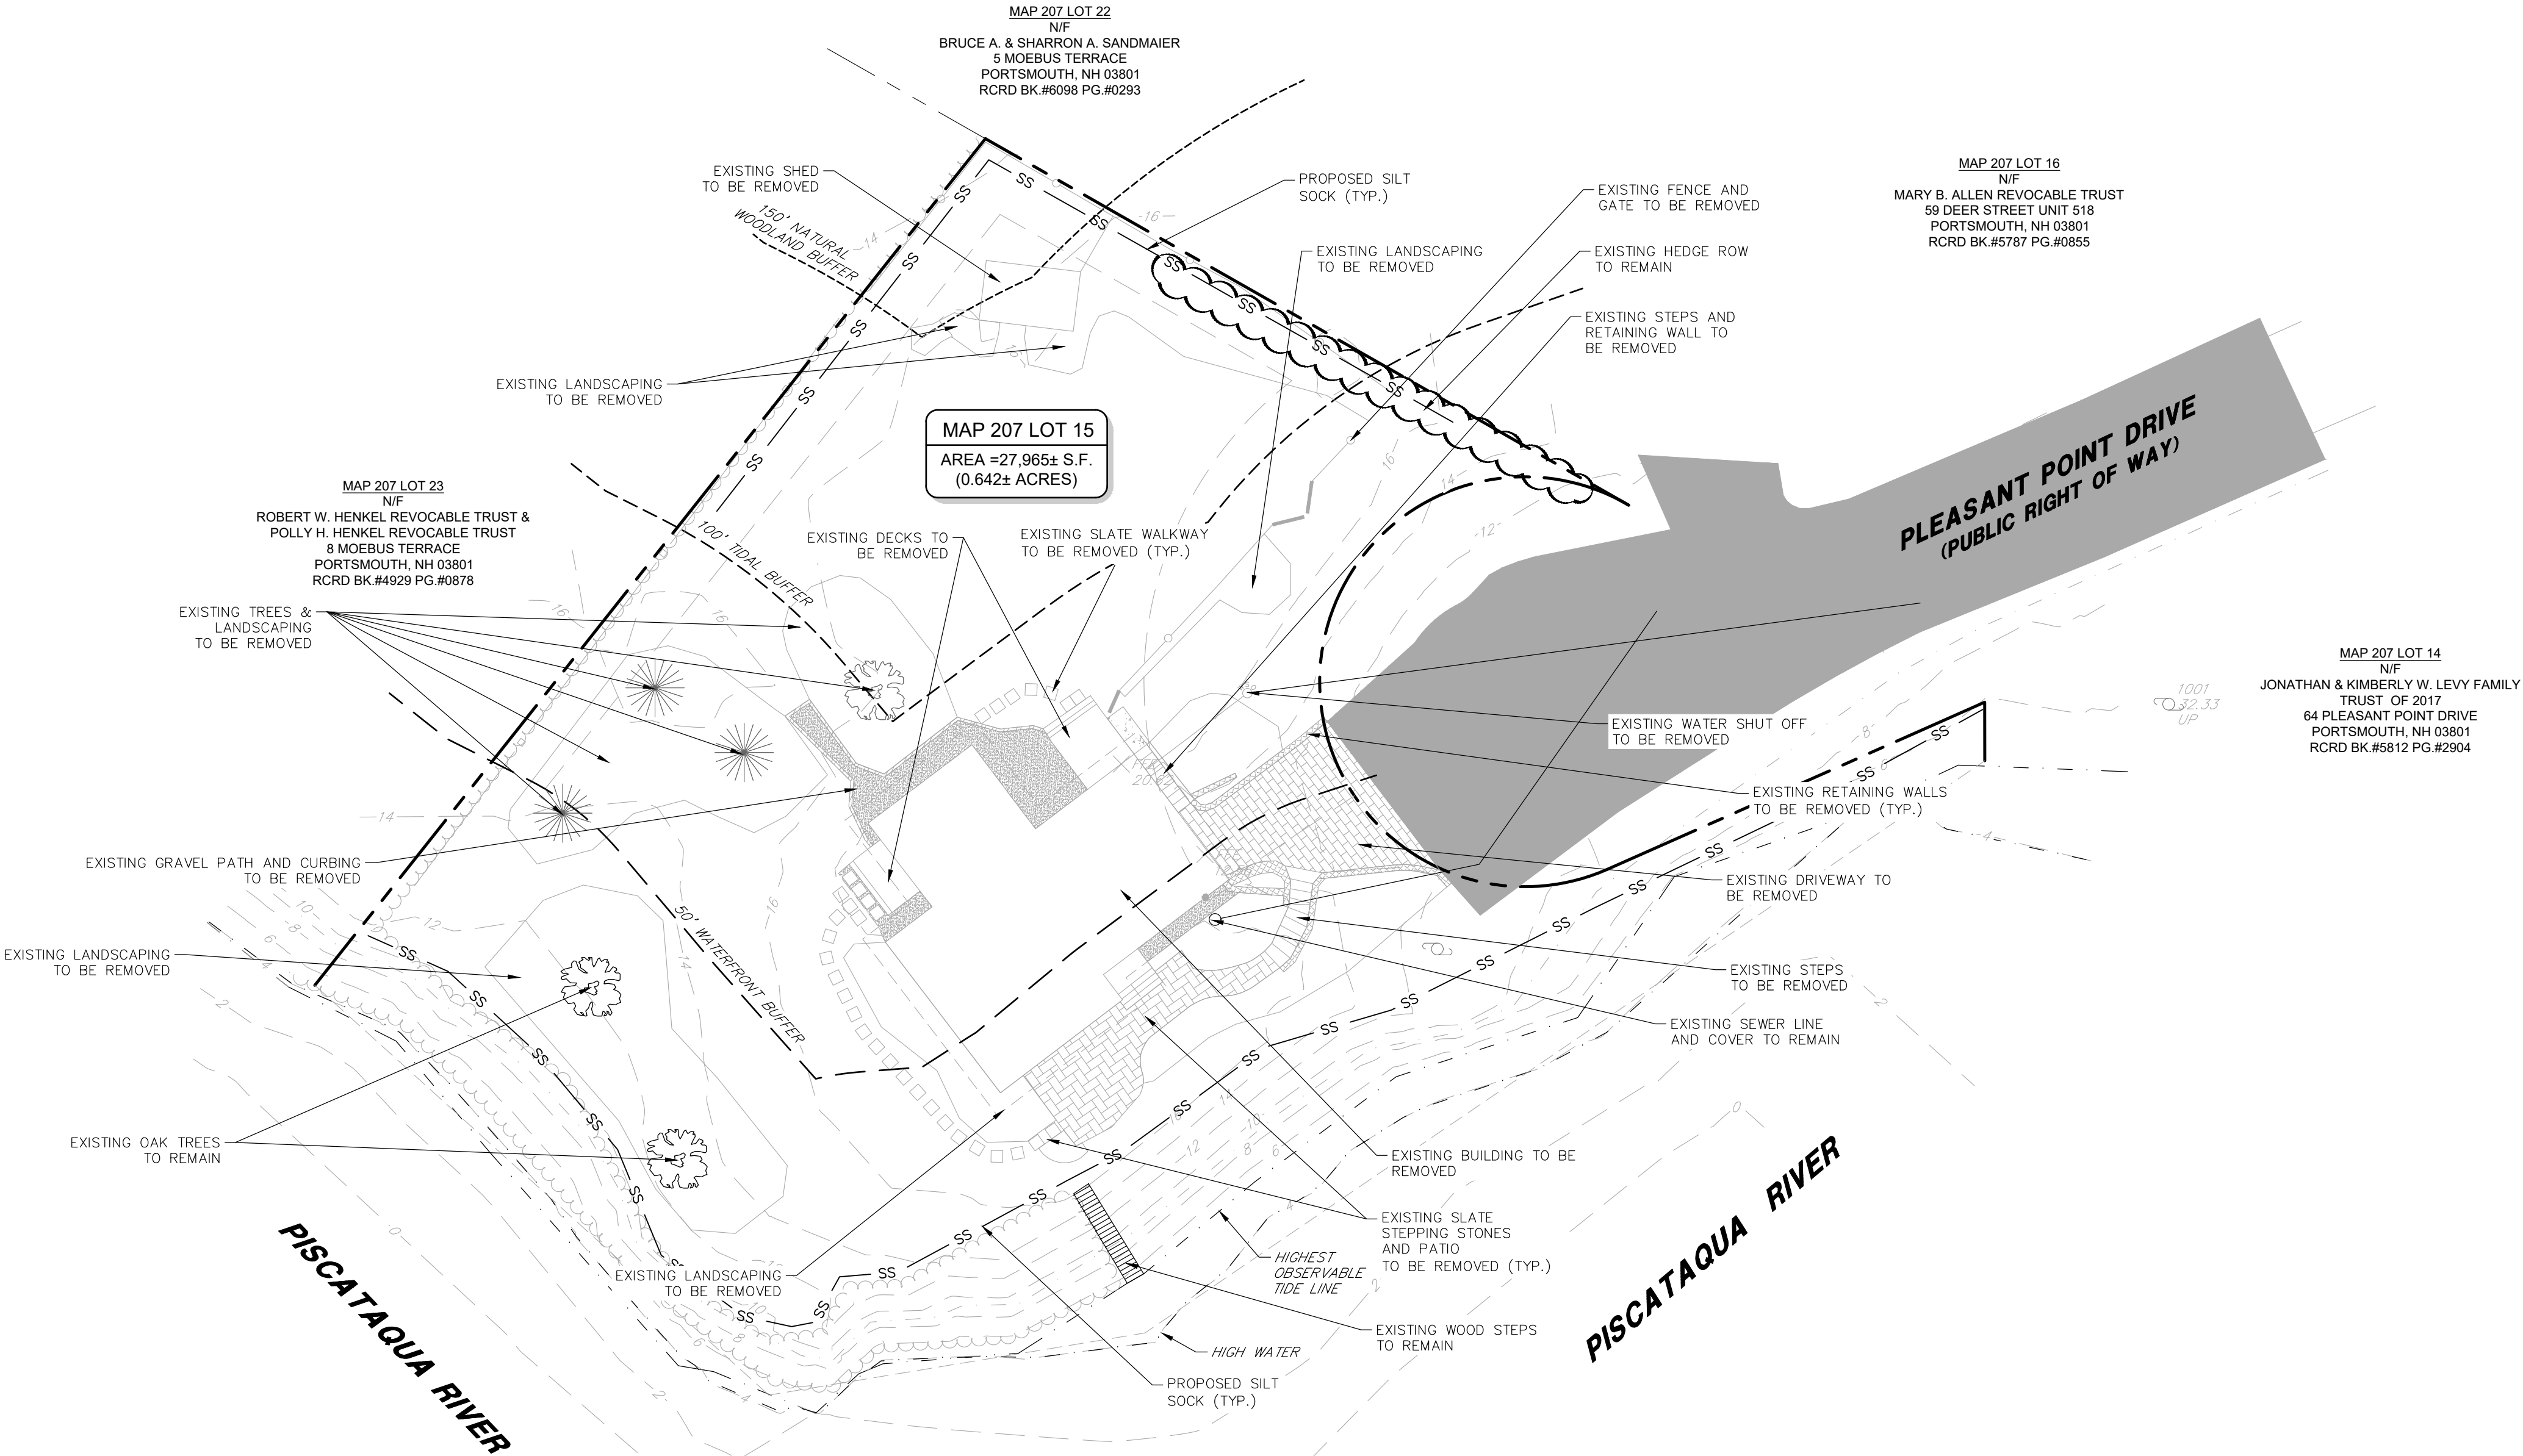 MAP 207 LOT 22
N/F
BRUCE A. & SHARRON A. SANDMAIER
5 MOEBUS TERRACE
PORTSMOUTH, NH 03801
RCRD BK.#6098 PG.#0293
MAP 207 LOT 16
N/F
MARY B. ALLEN REVOCABLE TRUST
59 DEER STREET UNIT 518
PORTSMOUTH, NH 03801
RCRD BK.#5787 PG.#0855
EXISTING SHED
TO BE REMOVED
150' NATURAL
WOODLAND BUFFER
PROPOSED SILT
SOCK (TYP.)
EXISTING FENCE AND
GATE TO BE REMOVED
EXISTING LANDSCAPING
TO BE REMOVED
EXISTING HEDGE ROW
TO REMAIN
EXISTING STEPS AND
RETAINING WALL TO
BE REMOVED
EXISTING LANDSCAPING
TO BE REMOVED
MAP 207 LOT 15
AREA =27,965± S.F.
(0.642± ACRES)
PLEASANT POINT DRIVE
(PUBLIC RIGHT OF WAY)
MAP 207 LOT 23
N/F
ROBERT W. HENKEL REVOCABLE TRUST &
POLLY H. HENKEL REVOCABLE TRUST
8 MOEBUS TERRACE
PORTSMOUTH, NH 03801
RCRD BK.#4929 PG.#0878
100' TIDAL BUFFER
EXISTING DECKS TO
BE REMOVED
EXISTING SLATE WALKWAY
TO BE REMOVED (TYP.)
EXISTING TREES &
LANDSCAPING
TO BE REMOVED
MAP 207 LOT 14
N/F
JONATHAN & KIMBERLY W. LEVY FAMILY
TRUST OF 2017
64 PLEASANT POINT DRIVE
PORTSMOUTH, NH 03801
RCRD BK.#5812 PG.#2904
1001
32.33
UP
EXISTING WATER SHUT OFF
TO BE REMOVED
EXISTING RETAINING WALLS
TO BE REMOVED (TYP.)
EXISTING GRAVEL PATH AND CURBING
TO BE REMOVED
EXISTING DRIVEWAY TO
BE REMOVED
50' WATERFRONT BUFFER
EXISTING LANDSCAPING
TO BE REMOVED
EXISTING STEPS
TO BE REMOVED
EXISTING SEWER LINE
AND COVER TO REMAIN
EXISTING OAK TREES
TO REMAIN
EXISTING BUILDING TO BE
REMOVED
EXISTING SLATE
STEPPING STONES
AND PATIO
TO BE REMOVED (TYP.)
HIGHEST
OBSERVABLE
TIDE LINE
EXISTING LANDSCAPING
TO BE REMOVED
EXISTING WOOD STEPS
TO REMAIN
HIGH WATER
PROPOSED SILT
SOCK (TYP.)
PISCATAQUA RIVER
PISCATAQUA RIVER